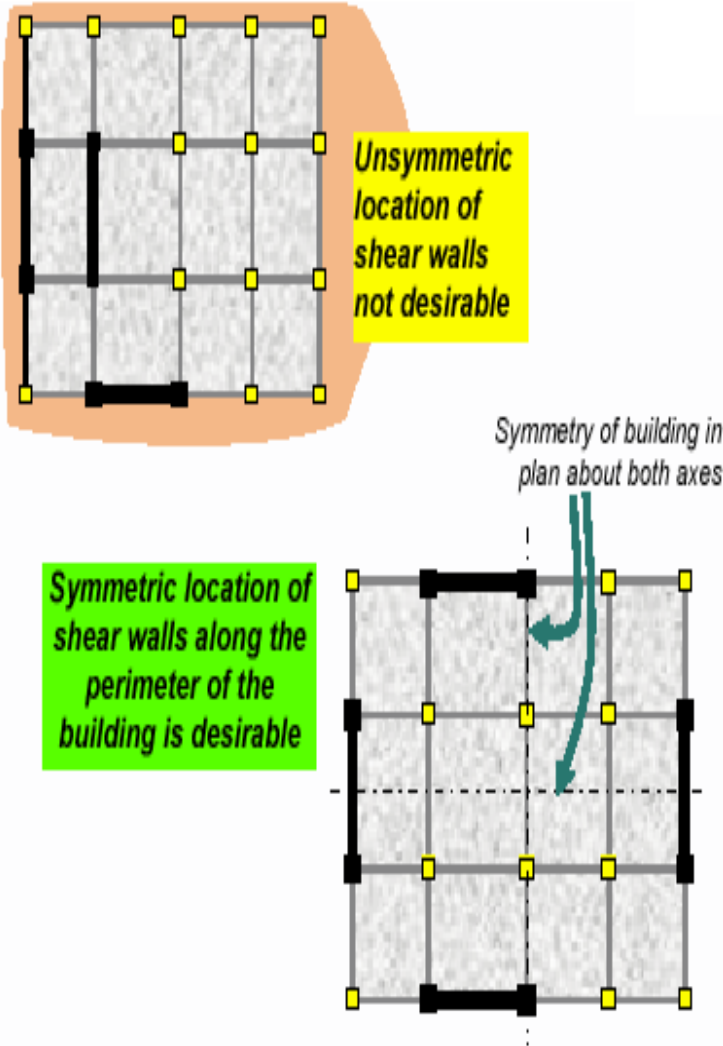 Unsymmetric
location of
shear walls
not desirable
Symmetry of building in
plan about both axes
Symmetric location of
shear walls along the
perimeter of the
building is desirable